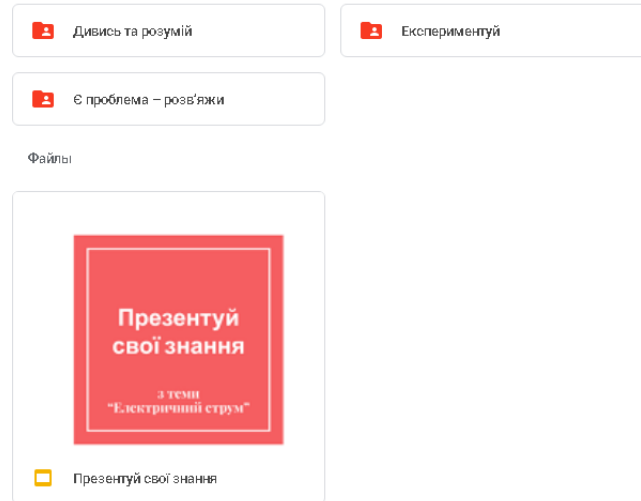 Дивись та розумій
Експериментуй
Є проблема – розв'яжи
Файлы
Презентуй
свої знання
з теми
“Електричний струм”
Презентуй свої знання